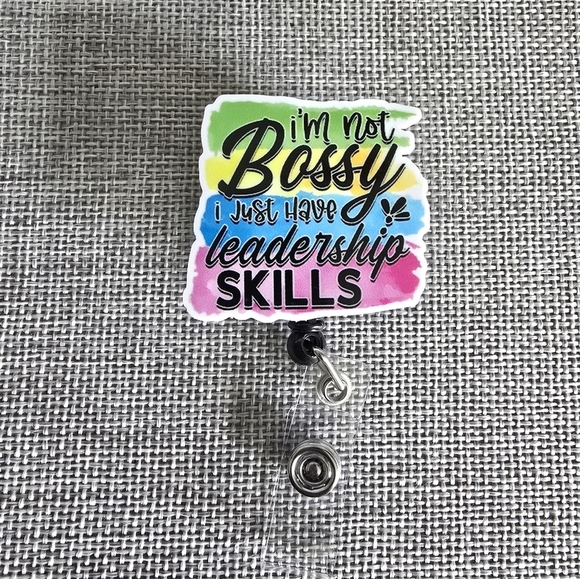 i'm not
Bossy
i Just Have
leadership
SKILLS